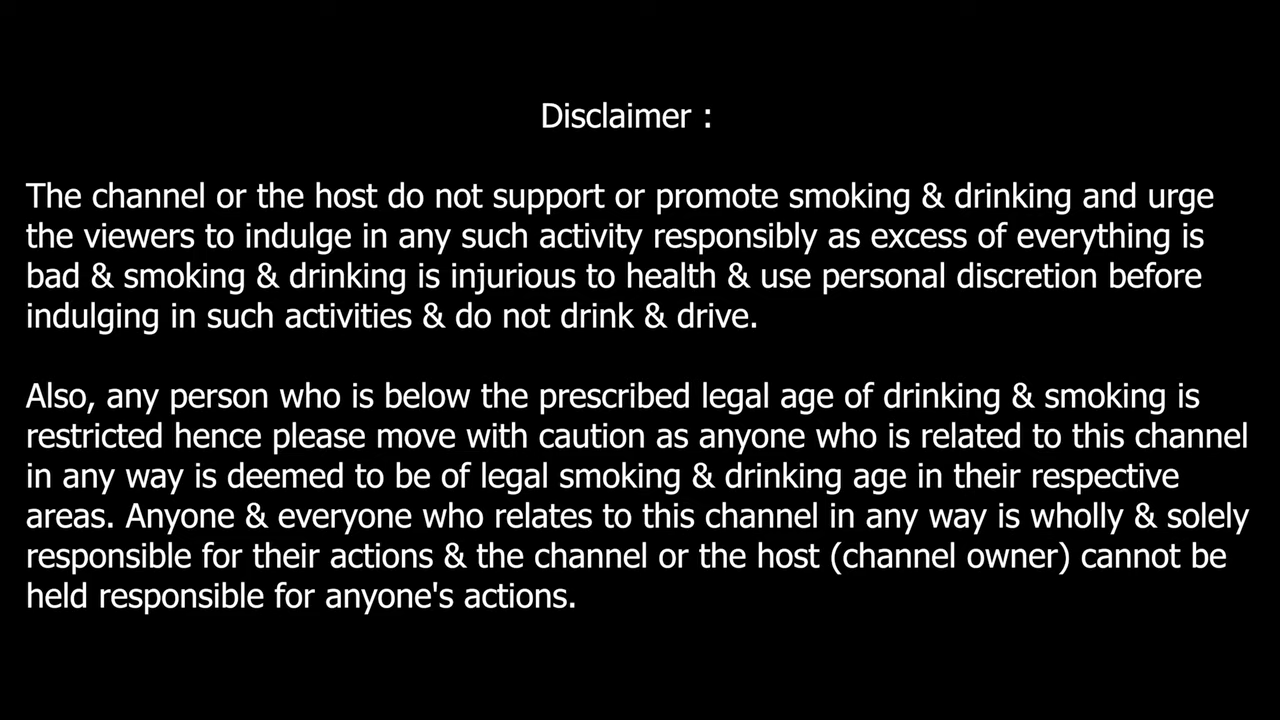 Disclaimer :
The channel or the host do not support or promote smoking & drinking and urge
the viewers to indulge in any such activity responsibly as excess of everything is
bad & smoking & drinking is injurious to health & use personal discretion before
indulging in such activities & do not drink & drive.
Also, any person who is below the prescribed legal age of drinking & smoking is
restricted hence please move with caution as anyone who is related to this channel
in any way is deemed to be of legal smoking & drinking age in their respective
areas. Anyone & everyone who relates to this channel in any way is wholly & solely
responsible for their actions & the channel or the host (channel owner) cannot be
held responsible for anyone's actions.